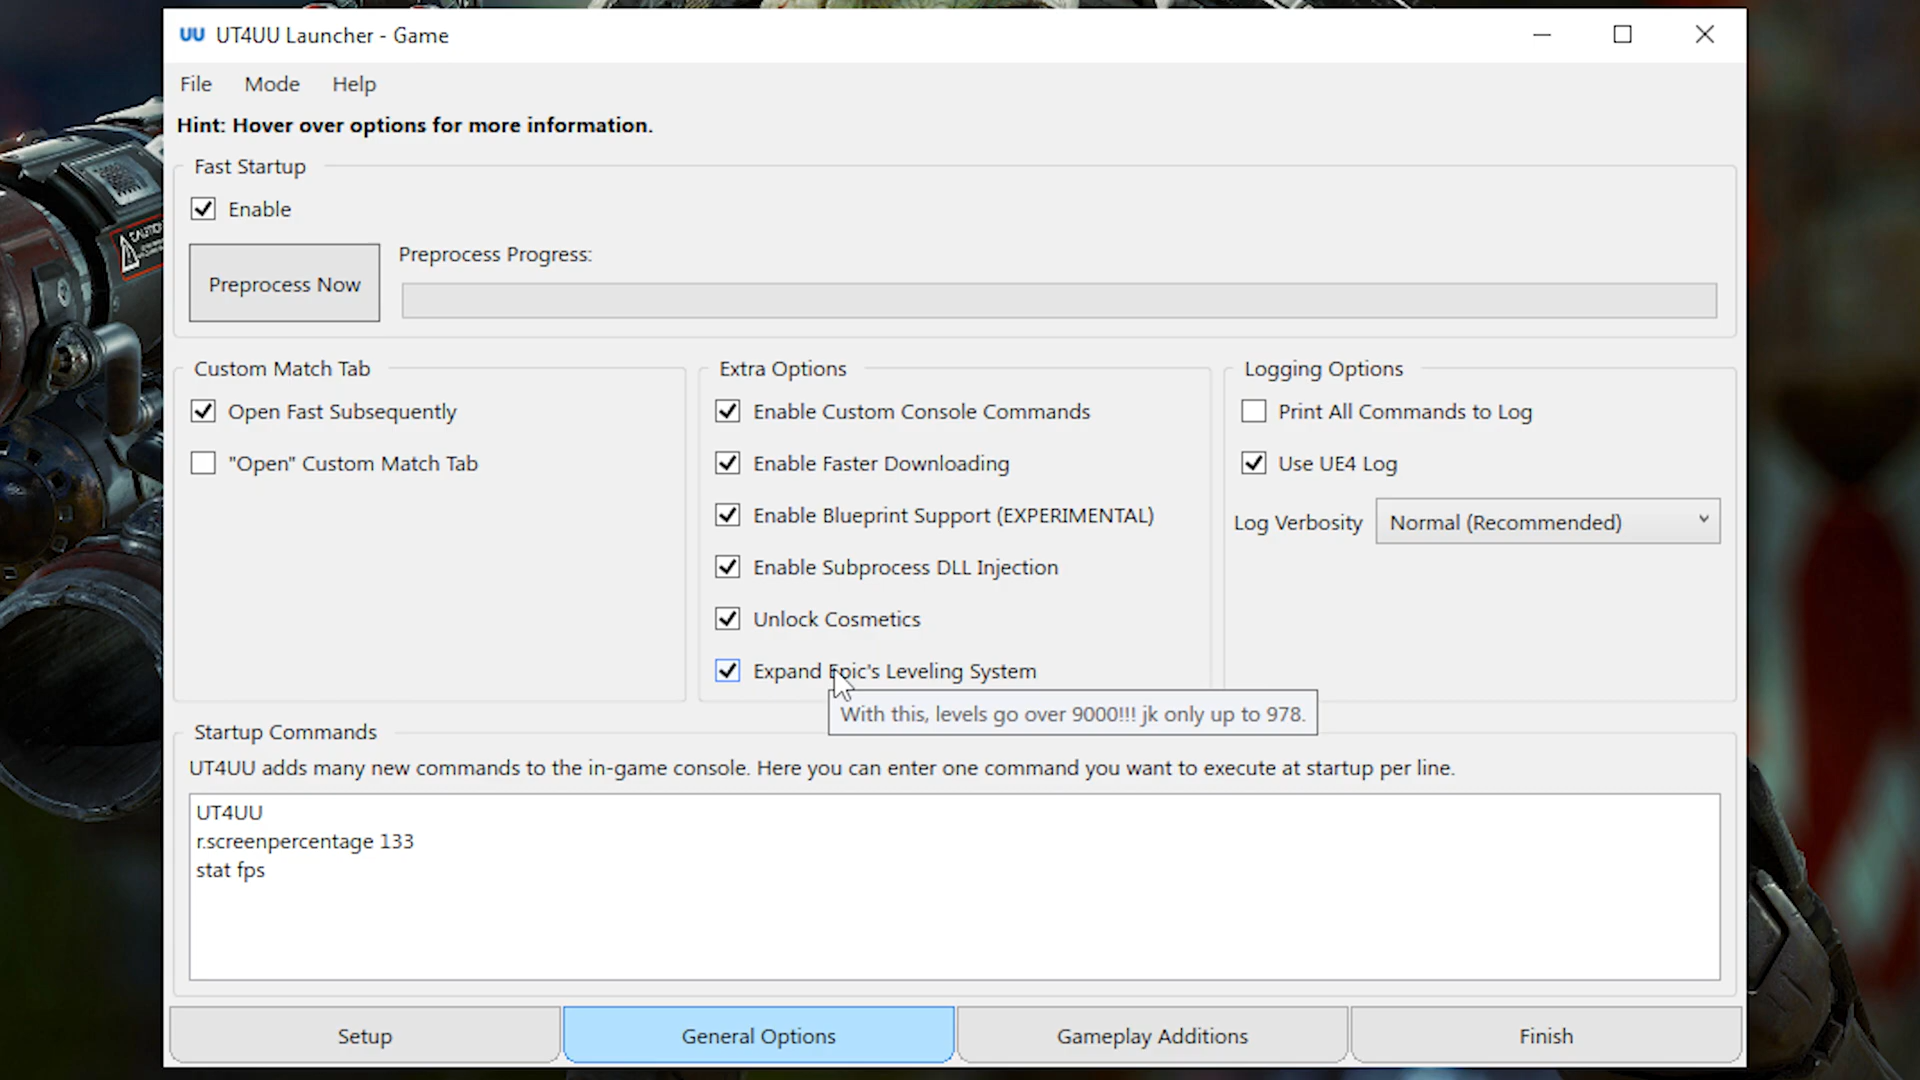 UU UT4UU Launcher - Game
File Mode Help
Hint: Hover over options for more information.
Fast Startup
Enable
Preprocess Now
Preprocess Progress:
Custom Match Tab
Open Fast Subsequently
"Open" Custom Match Tab
Extra Options
Enable Custom Console Commands
Enable Faster Downloading
Enable Blueprint Support (EXPERIMENTAL)
Enable Subprocess DLL Injection
Unlock Cosmetics
Expand Epic's Leveling System
With this, levels go over 9000!!! jk only up to 978.
Logging Options
Print All Commands to Log
Use UE4 Log
Log Verbosity Normal (Recommended)
Startup Commands
UT4UU adds many new commands to the in-game console. Here you can enter one command you want to execute at startup per line.
UT4UU
r.screenpercentage 133
stat fps
Setup General Options Gameplay Additions Finish